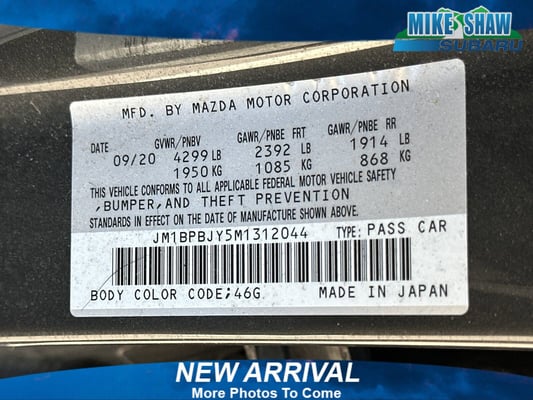 MIKE SHAW
SUBARU
MFD. BY MAZDA MOTOR CORPORATION
DATE GVWR/PNBV GAWR/PNBE FRT GAWR/PNBE RR
09/20 4299 LB 2392 LB 1914 LB
1950 KG 1085 KG 868 KG
THIS VEHICLE CONFORMS TO ALL APPLICABLE FEDERAL MOTOR VEHICLE SAFETY
,BUMPER,AND THEFT PREVENTION
STANDARDS IN EFFECT ON THE DATE OF MANUFACTURE SHOWN ABOVE.
JM1BPBJY5M1312044 TYPE: PASS CAR
BODY COLOR CODE;46G MADE IN JAPAN
NEW ARRIVAL
More Photos To Come